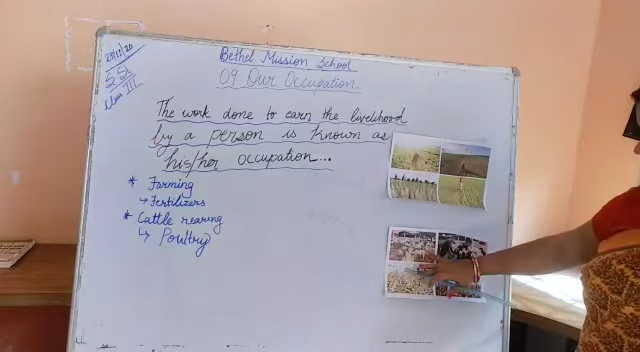 23/12/20
SSt
Class III
Bethel Mission School
09 Our Occupation
The work done to earn the livelihood
by a person is known as
his/her occupation...
* Farming
↳ Fertilizers
* Cattle rearing
↳ Poultry